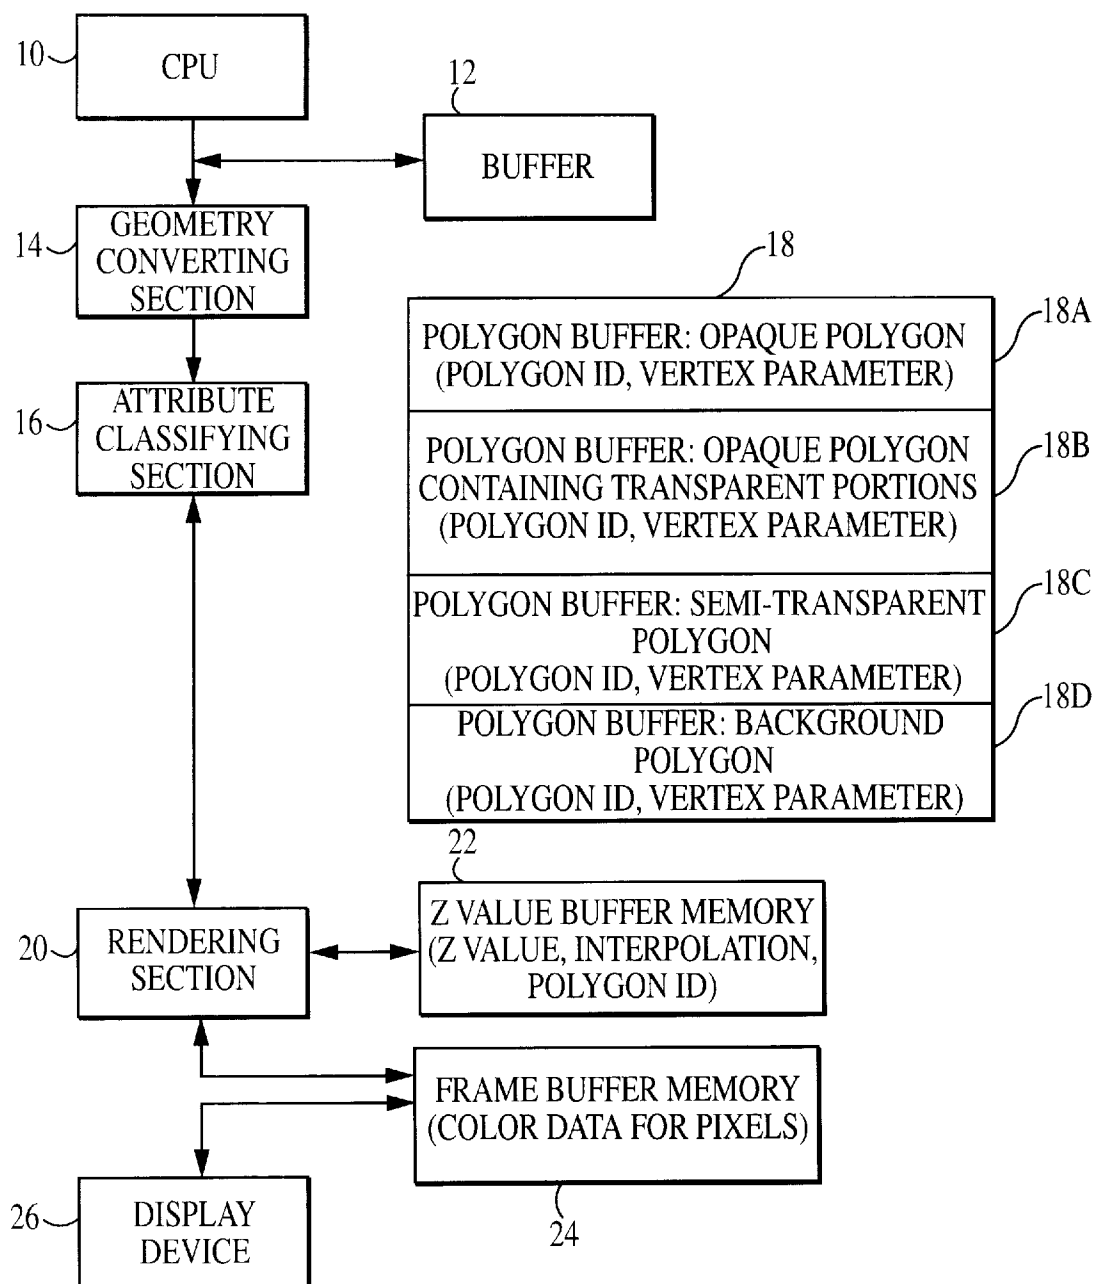 10
CPU
12
BUFFER
14
GEOMETRY
CONVERTING
SECTION
18
16
ATTRIBUTE
CLASSIFYING
SECTION
POLYGON BUFFER: OPAQUE POLYGON
(POLYGON ID, VERTEX PARAMETER)
18A
POLYGON BUFFER: OPAQUE POLYGON
CONTAINING TRANSPARENT PORTIONS
(POLYGON ID, VERTEX PARAMETER)
18B
POLYGON BUFFER: SEMI-TRANSPARENT
POLYGON
(POLYGON ID, VERTEX PARAMETER)
18C
POLYGON BUFFER: BACKGROUND
POLYGON
(POLYGON ID, VERTEX PARAMETER)
18D
20
RENDERING
SECTION
22
Z VALUE BUFFER MEMORY
(Z VALUE, INTERPOLATION,
POLYGON ID)
FRAME BUFFER MEMORY
(COLOR DATA FOR PIXELS)
24
26
DISPLAY
DEVICE